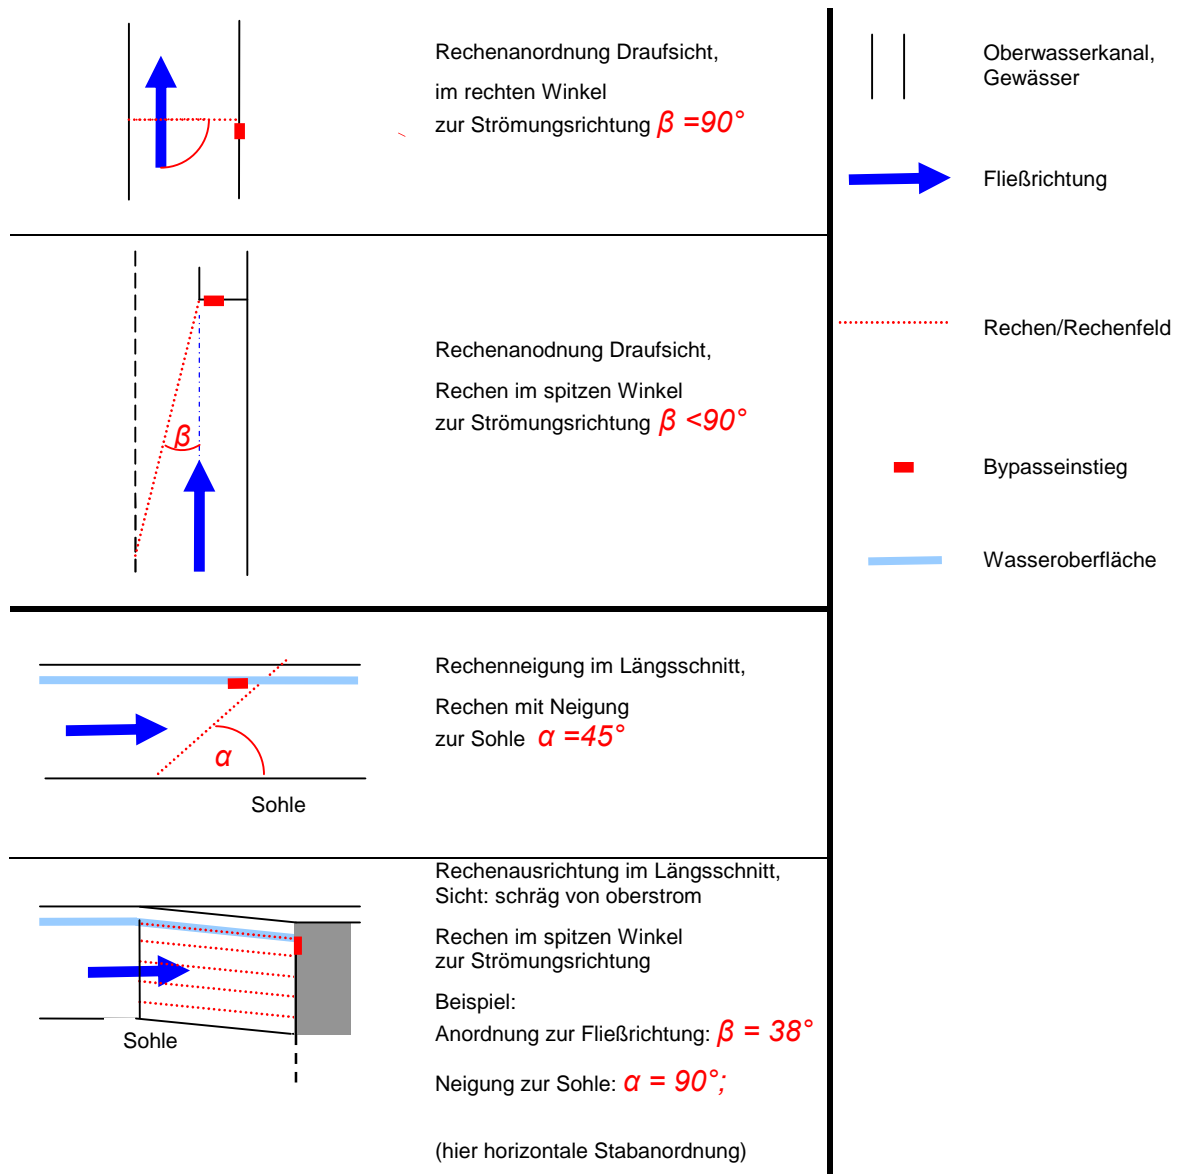 Rechenanordnung Draufsicht,
im rechten Winkel
zur Strömungsrichtung β =90°
Rechenanodnung Draufsicht,
Rechen im spitzen Winkel
zur Strömungsrichtung β <90°
β
Rechenneigung im Längsschnitt,
Rechen mit Neigung
zur Sohle α =45°
α
Sohle
Rechenausrichtung im Längsschnitt,
Sicht: schräg von oberstrom
Rechen im spitzen Winkel
zur Strömungsrichtung
Beispiel:
Anordnung zur Fließrichtung: β = 38°
Neigung zur Sohle: α = 90°;
(hier horizontale Stabanordnung)
Sohle
Oberwasserkanal,
Gewässer
Fließrichtung
Rechen/Rechenfeld
Bypasseinstieg
Wasseroberfläche